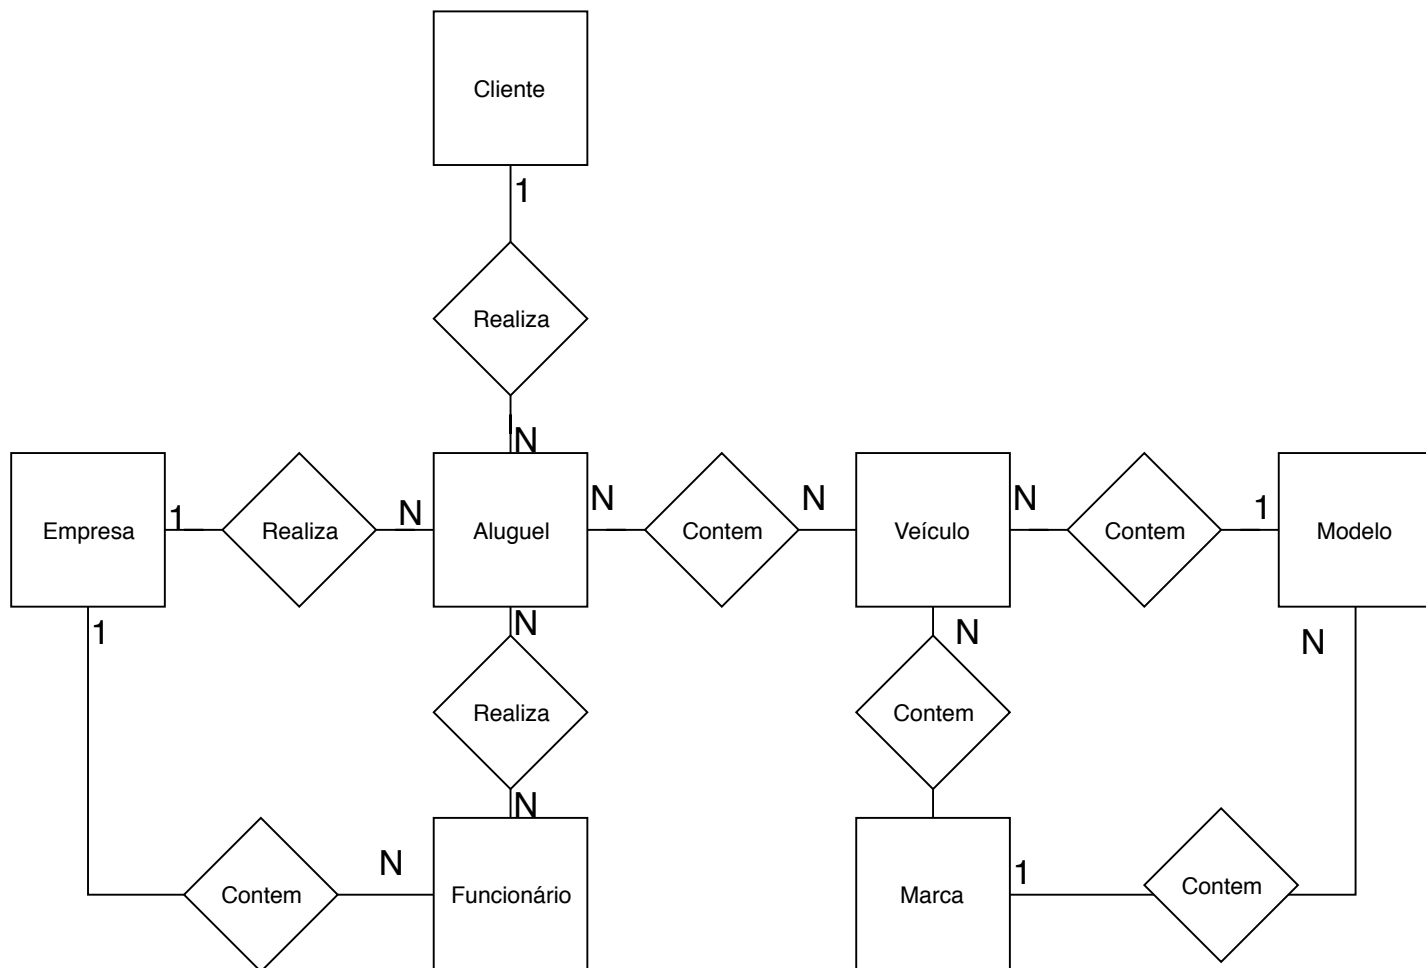 Cliente
1
Realiza
N
Empresa
1
Realiza
N
Aluguel
N
Contem
N
Veículo
N
Contem
1
Modelo
1
N
N
N
Realiza
Contem
N
Contem
N
Funcionário
Marca
1
Contem